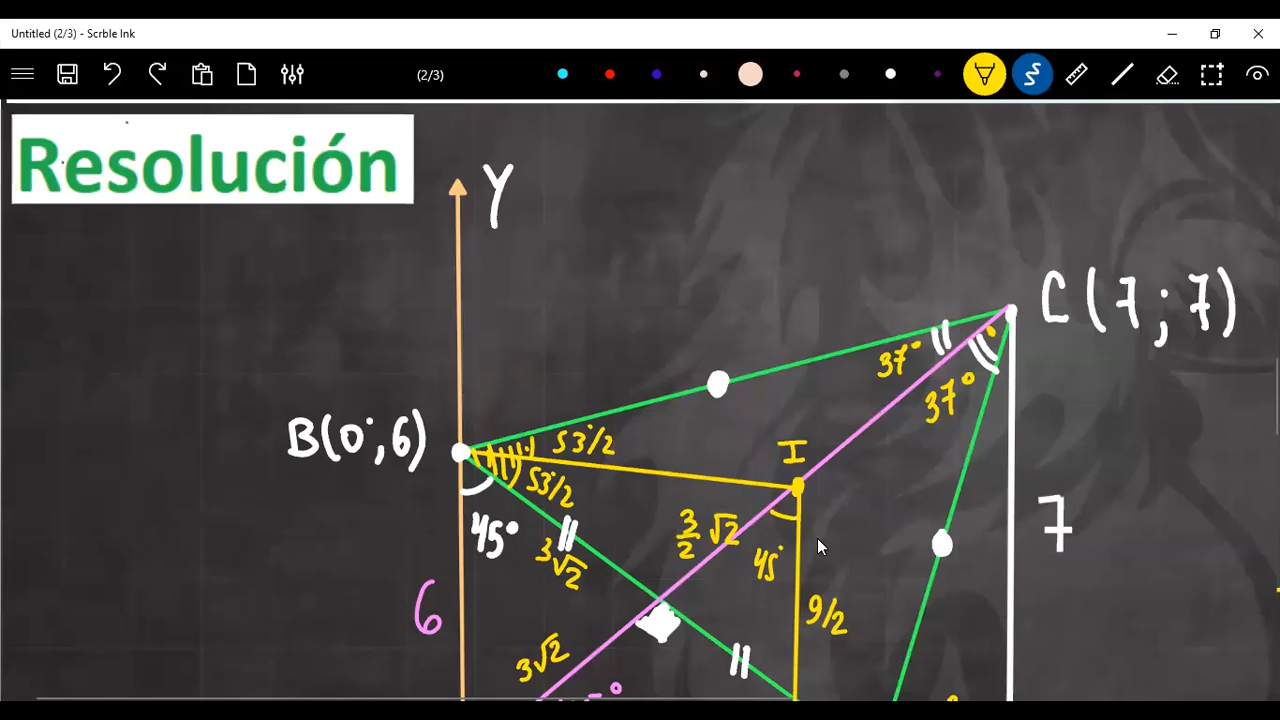 Untitled (2/3) - Scrble Ink
(2/3)
Resolución
Y
C(7;7)
B(0;6)
37°
37°
53°/2
53°/2
I
45°
3√2
3/2 √2
45°
7
6
9/2
3√2